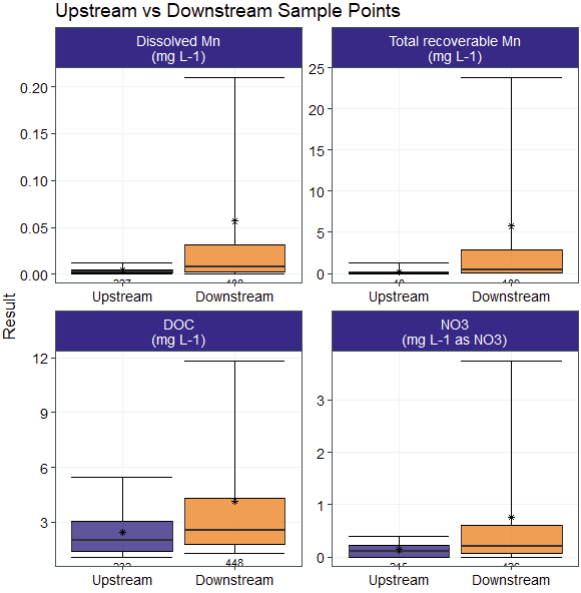 Upstream vs Downstream Sample Points
Dissolved Mn
(mg L-1)
Total recoverable Mn
(mg L-1)
0.20
0.15
0.10
0.05
0.00
25
20
15
10
5
0
Upstream
Downstream
Upstream
Downstream
Result
DOC
(mg L-1)
NO3
(mg L-1 as NO3)
12
9
6
3
3
2
1
0
448
Upstream
Downstream
Upstream
Downstream